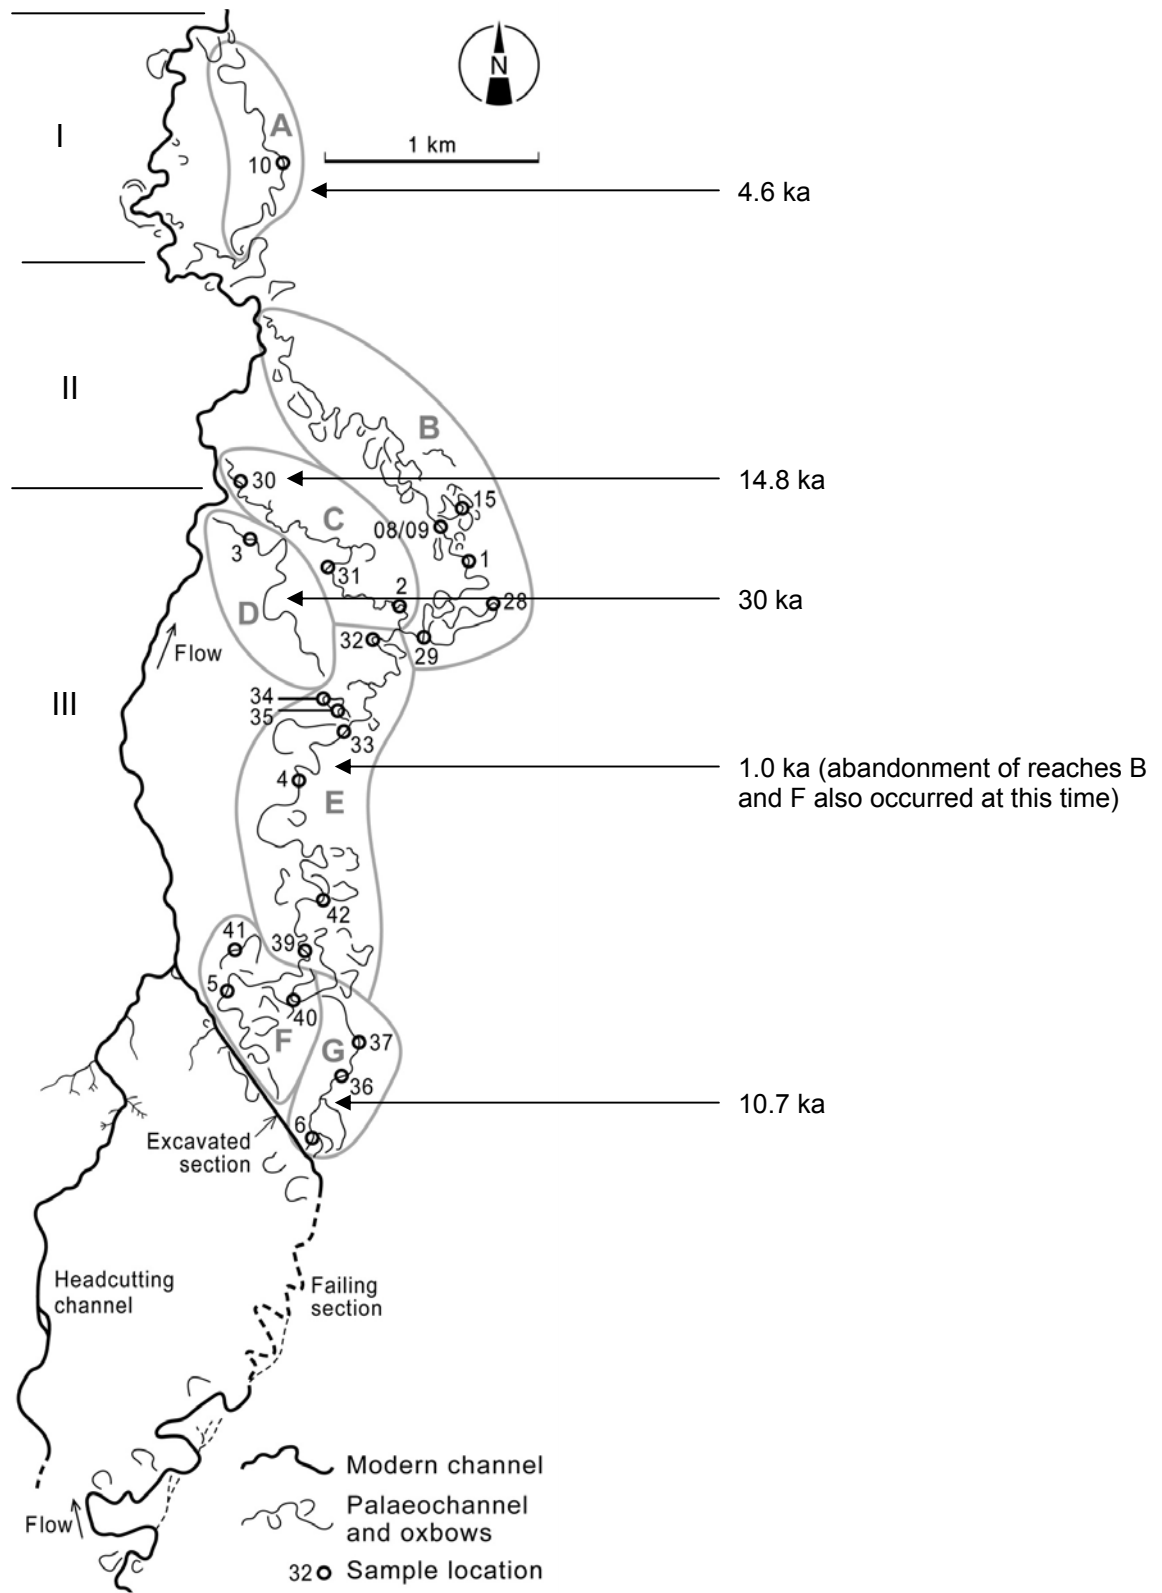 N
I
A
1 km
10
4.6 ka
II
B
30
14.8 ka
15
C
08/09
3
1
31
2
28
30 ka
D
32
29
Flow
34
35
III
33
1.0 ka (abandonment of reaches B
and F also occurred at this time)
4
E
42
41
39
5
40
F
37
G
36
10.7 ka
6
Excavated
section
Headcutting
channel
Failing
section
Modern channel
Palaeochannel
and oxbows
Flow
32 Sample location